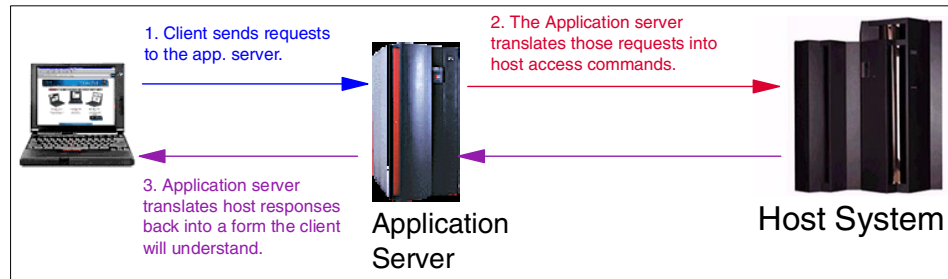 1. Client sends requests
to the app. server.
2. The Application server
translates those requests into
host access commands.
3. Application server
translates host responses
back into a form the client
will understand.
Application
Server
Host System